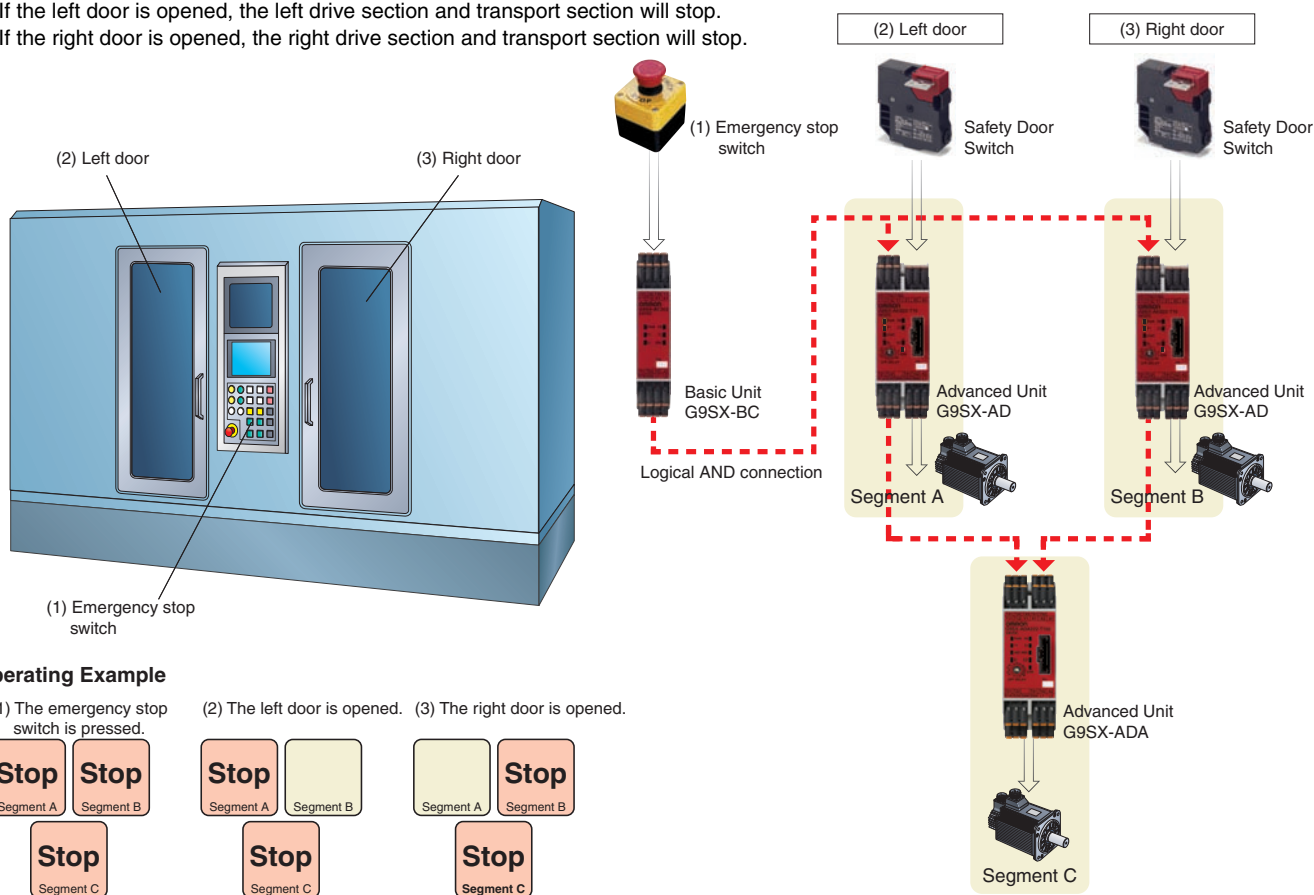 If the left door is opened, the left drive section and transport section will stop.
If the right door is opened, the right drive section and transport section will stop.
(2) Left door
(3) Right door
(1) Emergency stop
switch
Safety Door
Switch
Safety Door
Switch
(2) Left door
(3) Right door
Basic Unit
G9SX-BC
Advanced Unit
G9SX-AD
Advanced Unit
G9SX-AD
Logical AND connection
Segment A
Segment B
(1) Emergency stop
switch
Advanced Unit
G9SX-ADA
Segment C
perating Example
1) The emergency stop
switch is pressed.
(2) The left door is opened.
(3) The right door is opened.
Stop
Segment A
Stop
Segment B
Stop
Segment C
Stop
Segment A
Segment B
Stop
Segment C
Segment A
Stop
Segment B
Stop
Segment C